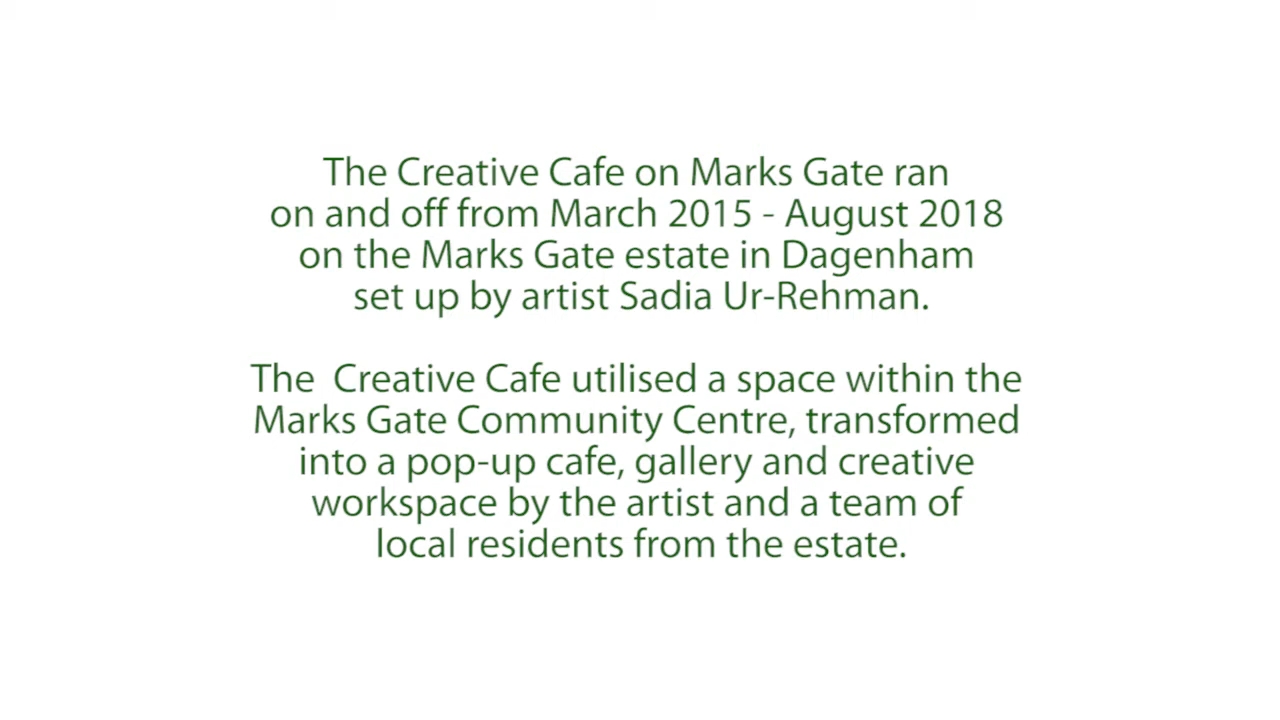 The Creative Cafe on Marks Gate ran
on and off from March 2015 - August 2018
on the Marks Gate estate in Dagenham
set up by artist Sadia Ur-Rehman.
The  Creative Cafe utilised a space within the
Marks Gate Community Centre, transformed
into a pop-up cafe, gallery and creative
workspace by the artist and a team of
local residents from the estate.